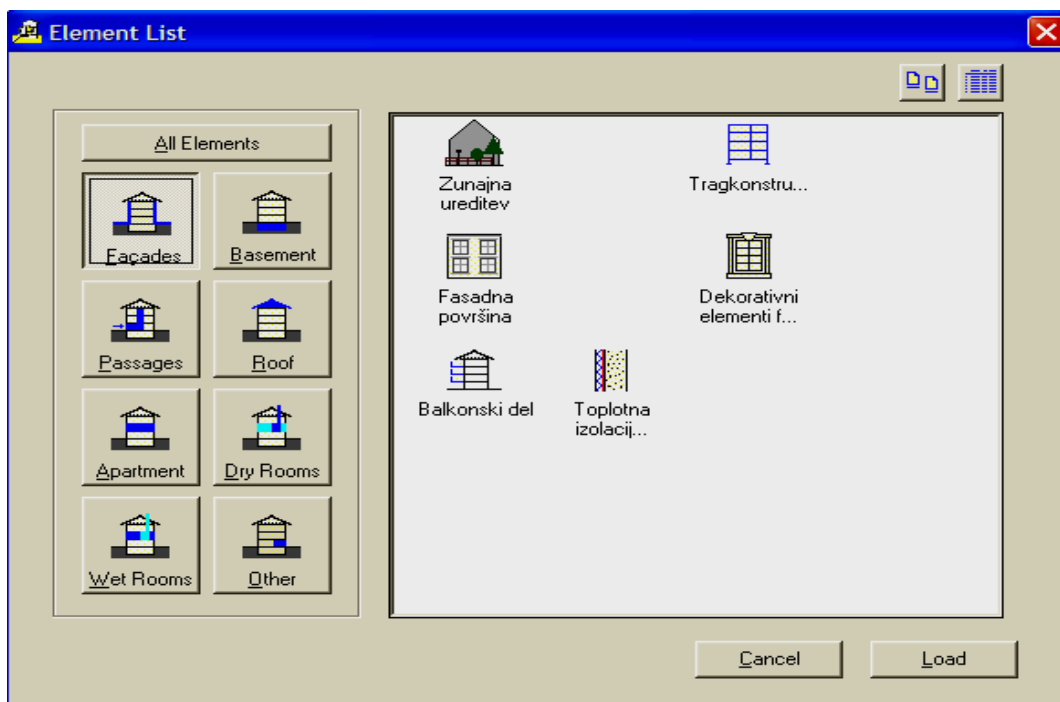 Element List
All Elements
Façades
Basement
Passages
Roof
Apartment
Dry Rooms
Wet Rooms
Other
Zunajna
ureditev
Tragkonstru...
Fasadna
površina
Dekorativni
elementi f...
Balkonski del
Toplotna
izolacij...
Cancel
Load